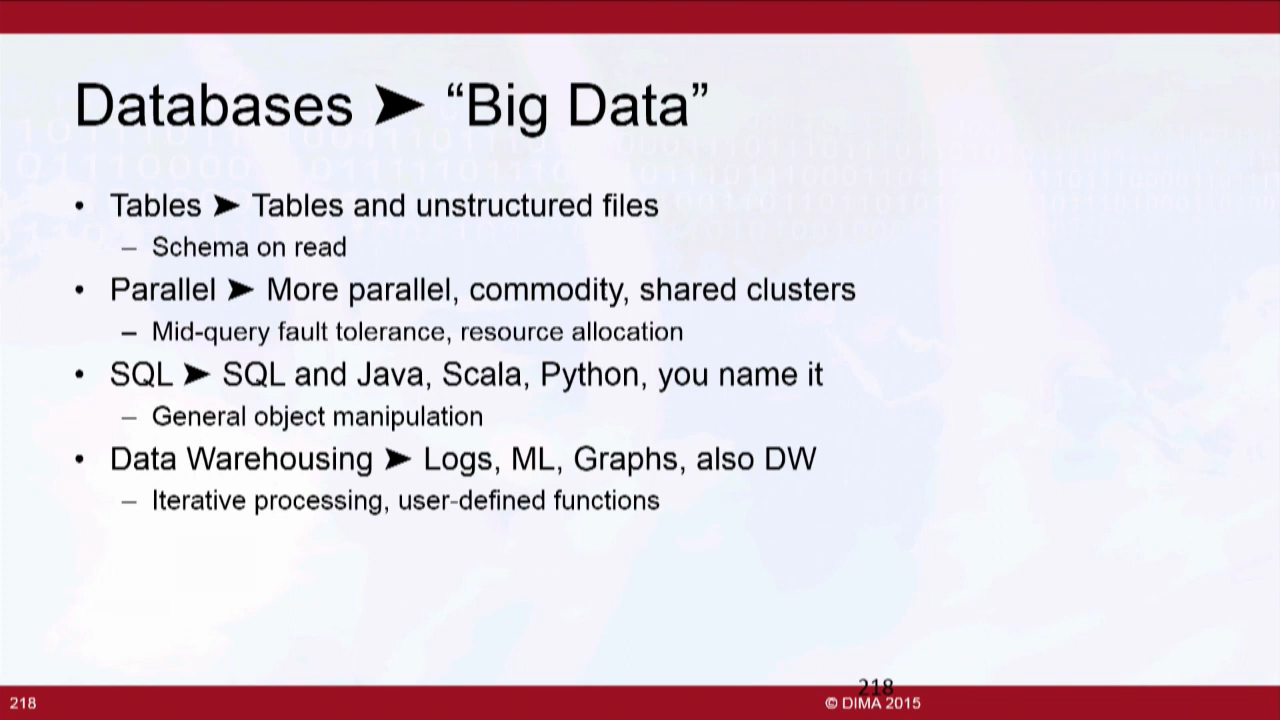 Databases ➤ “Big Data”
• Tables ➤ Tables and unstructured files
– Schema on read
• Parallel ➤ More parallel, commodity, shared clusters
– Mid-query fault tolerance, resource allocation
• SQL ➤ SQL and Java, Scala, Python, you name it
– General object manipulation
• Data Warehousing ➤ Logs, ML, Graphs, also DW
– Iterative processing, user-defined functions
218
218
© DIMA 2015